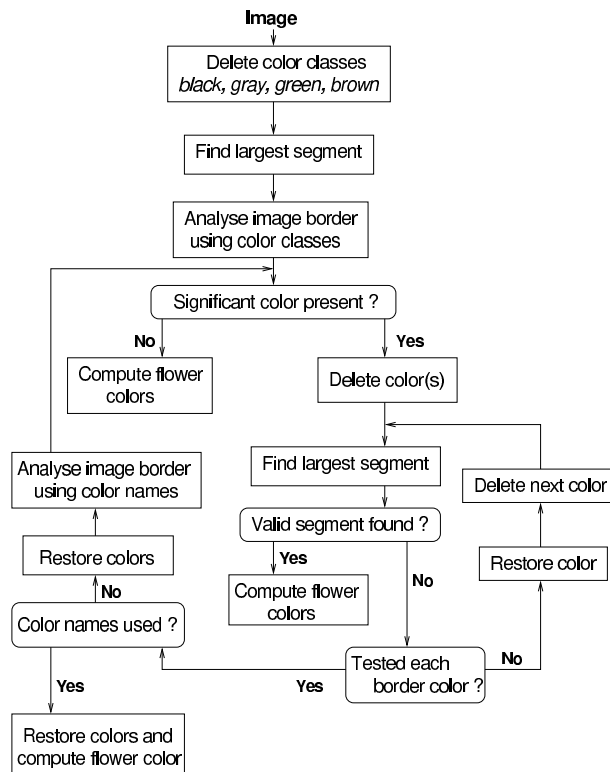 Image
Delete color classes
black, gray, green, brown
Find largest segment
Analyse image border
using color classes
Significant color present ?
No
Yes
Compute flower
colors
Delete color(s)
Analyse image border
using color names
Find largest segment
Delete next color
Valid segment found ?
Restore colors
Yes
No
Restore color
Compute flower
colors
No
Color names used ?
Tested each
border color ?
No
Yes
Yes
Restore colors and
compute flower color